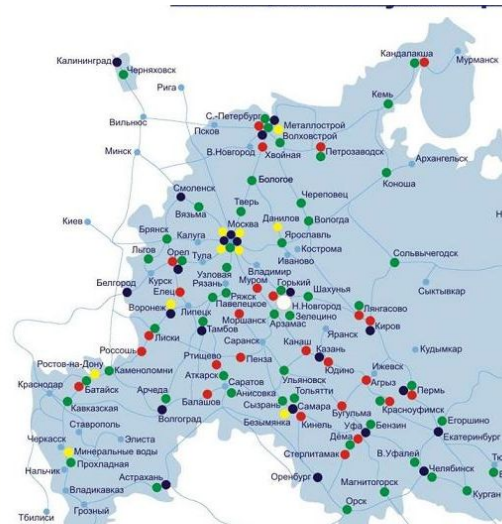 Калининград
Черняховск
Рига
Вильнюс
Минск
Киев
Кандалакша
Мурманск
Кемь
С.-Петербург
Металлострой
Псков
Волховстрой
В.Новгород
Хвойная
Петрозаводск
Архангельск
Бологое
Коноша
Смоленск
Вязьма
Тверь
Череповец
Москва
Данилов
Вологда
Брянск
Калуга
Ярославль
Льгов
Орел
Тула
Кострома
Иваново
Сольвычегодск
Узловая
Владимир
Курск
Рязань
Муром
Горький
Шахунья
Сыктывкар
Белгород
Елец
Ряжск
Н.Новгород
Лянгасово
Воронеж
Липецк
Павелецкое
Зелецино
Тамбов
Моршанск
Арзамас
Киров
Лиски
Саранск
Яранск
Россошь
Ртищево
Пенза
Канаш
Казань
Кудымкар
Ростов-на-Дону
Каменоломни
Аткарск
Юдино
Ижевск
Краснодар
Батайск
Саратов
Ульяновск
Агрыз
Пермь
Арчеда
Анисовка
Тольятти
Кавказская
Балашов
Сызрань
Самара
Бугульма
Красноуфимск
Ставрополь
Волгоград
Безымянка
Кинель
Уфа
Бензин
Егоршино
Черкасск
Элиста
Дёма
Екатеринбург
Минеральные воды
Стерлитамак
В.Уфалей
Нальчик
Прохладная
Астрахань
Оренбург
Челябинск
Владикавказ
Магнитогорск
Грозный
Орск
Курган
Тбилиси